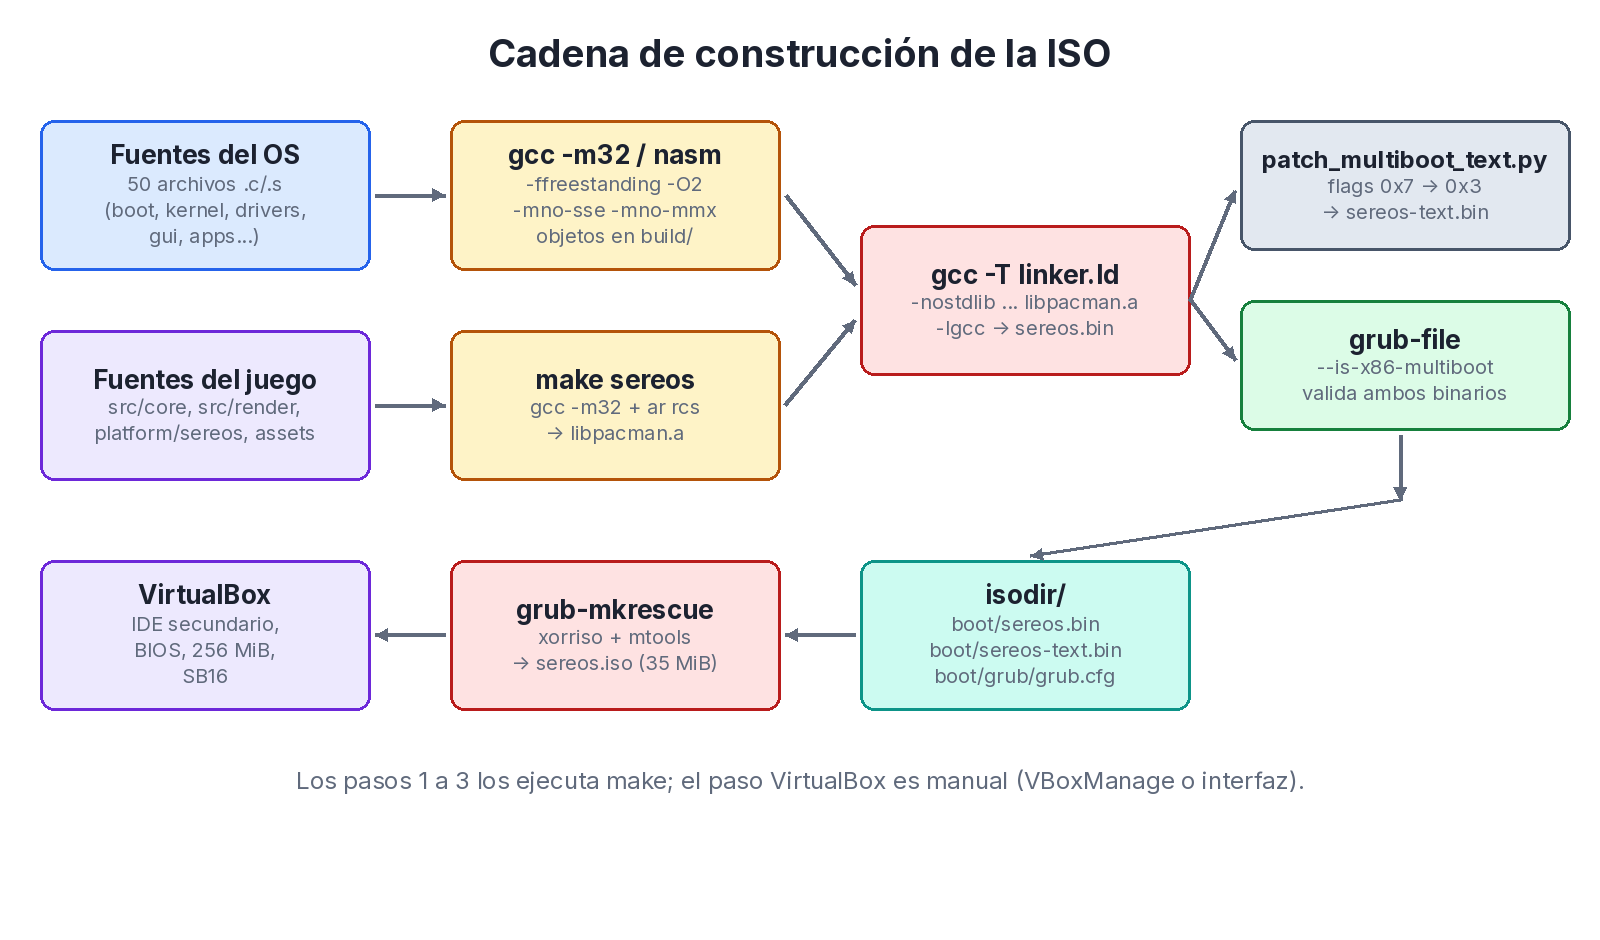 Cadena de construcción de la ISO
Fuentes del OS
50 archivos .c/.s
(boot, kernel, drivers,
gui, apps...)
gcc -m32 / nasm
-ffreestanding -O2
-mno-sse -mno-mmx
objetos en build/
gcc -T linker.ld
-nostdlib ... libpacman.a
-lgcc → sereos.bin
patch_multiboot_text.py
flags 0x7 → 0x3
→ sereos-text.bin
Fuentes del juego
src/core, src/render,
platform/sereos, assets
make sereos
gcc -m32 + ar rcs
→ libpacman.a
grub-file
--is-x86-multiboot
valida ambos binarios
VirtualBox
IDE secundario,
BIOS, 256 MiB,
SB16
grub-mkrescue
xorriso + mtools
→ sereos.iso (35 MiB)
isodir/
boot/sereos.bin
boot/sereos-text.bin
boot/grub/grub.cfg
Los pasos 1 a 3 los ejecuta make; el paso VirtualBox es manual (VBoxManage o interfaz).